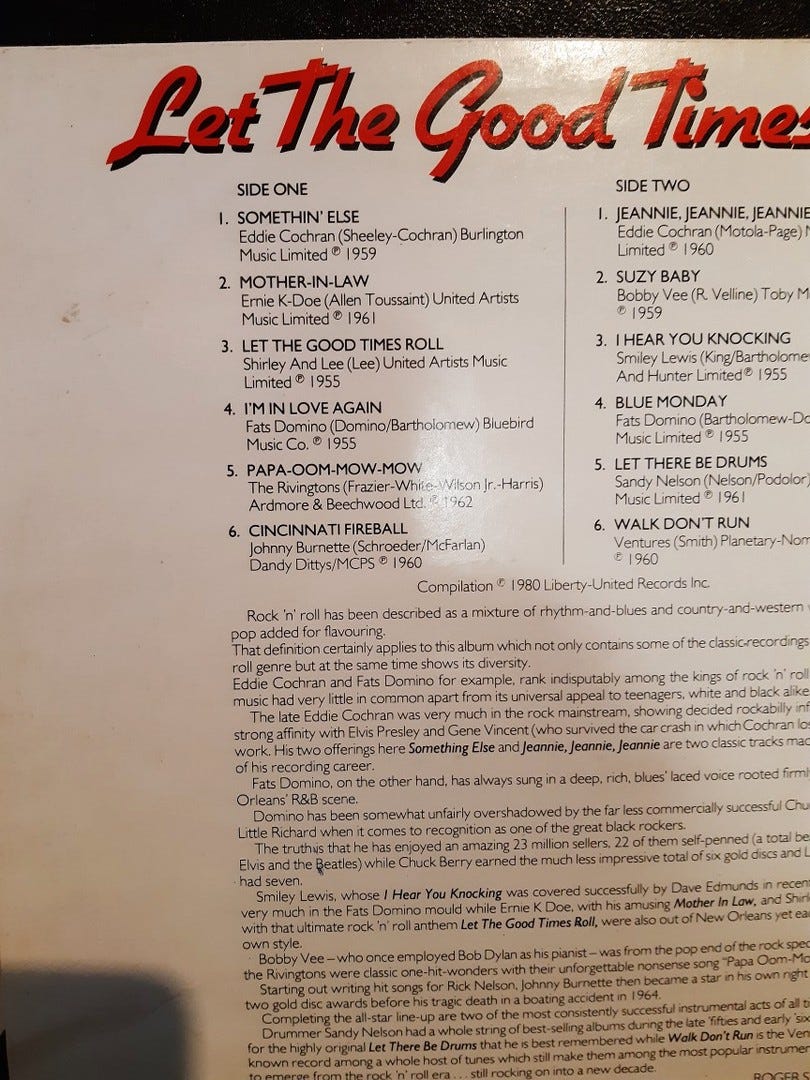 Let The Good Times
SIDE ONE
1. SOMETHIN' ELSE
Eddie Cochran (Sheeley-Cochran) Burlington
Music Limited ℗ 1959
2. MOTHER-IN-LAW
Ernie K-Doe (Allen Toussaint) United Artists
Music Limited ℗ 1961
3. LET THE GOOD TIMES ROLL
Shirley And Lee (Lee) United Artists Music
Limited ℗ 1955
4. I'M IN LOVE AGAIN
Fats Domino (Domino/Bartholomew) Bluebird
Music Co. ℗ 1955
5. PAPA-OOM-MOW-MOW
The Rivingtons (Frazier-White-Wilson Jr.-Harris)
Ardmore & Beechwood Ltd. ℗ 1962
6. CINCINNATI FIREBALL
Johnny Burnette (Schroeder/McFarlan)
Dandy Dittys/MCPS ℗ 1960
SIDE TWO
1. JEANNIE, JEANNIE, JEANNIE
Eddie Cochran (Motola-Page)
Limited ℗ 1960
2. SUZY BABY
Bobby Vee (R. Velline) Toby
℗ 1959
3. I HEAR YOU KNOCKING
Smiley Lewis (King/Bartholome
And Hunter Limited ℗ 1955
4. BLUE MONDAY
Fats Domino (Bartholomew-Do
Music Limited ℗ 1955
5. LET THERE BE DRUMS
Sandy Nelson (Nelson/Podolor)
Music Limited ℗ 1961
6. WALK DON'T RUN
Ventures (Smith) Planetary-Nom
℗ 1960
Compilation ℗ 1980 Liberty-United Records Inc.
Rock 'n' roll has been described as a mixture of rhythm-and-blues and country-and-western
pop added for flavouring.
That definition certainly applies to this album which not only contains some of the classic-recordings
roll genre but at the same time shows its diversity.
Eddie Cochran and Fats Domino for example, rank indisputably among the kings of rock 'n' roll
music had very little in common apart from its universal appeal to teenagers, white and black alike
The late Eddie Cochran was very much in the rock mainstream, showing decided rockabilly inf
strong affinity with Elvis Presley and Gene Vincent (who survived the car crash in which Cochran los
work. His two offerings here Something Else and Jeannie, Jeannie, Jeannie are two classic tracks mad
of his recording career.
Fats Domino, on the other hand, has always sung in a deep, rich, blues' laced voice rooted firml
Orleans' R&B scene.
Domino has been somewhat unfairly overshadowed by the far less commercially successful Chu
Little Richard when it comes to recognition as one of the great black rockers.
The truth is that he has enjoyed an amazing 23 million sellers, 22 of them self-penned (a total be
Elvis and the Beatles) while Chuck Berry earned the much less impressive total of six gold discs and L
had seven.
Smiley Lewis, whose I Hear You Knocking was covered successfully by Dave Edmunds in recent
very much in the Fats Domino mould while Ernie K Doe, with his amusing Mother In Law, and Shirl
with that ultimate rock 'n' roll anthem Let The Good Times Roll, were also out of New Orleans yet ea
own style.
Bobby Vee – who once employed Bob Dylan as his pianist – was from the pop end of the rock spec
the Rivingtons were classic one-hit-wonders with their unforgettable nonsense song "Papa Oom-Mo
Starting out writing hit songs for Rick Nelson, Johnny Burnette then became a star in his own right
two gold disc awards before his tragic death in a boating accident in 1964.
Completing the all-star line-up are two of the most consistently successful instrumental acts of all ti
Drummer Sandy Nelson had a whole string of best-selling albums during the late 'fifties and early 'six
for the highly original Let There Be Drums that he is best remembered while Walk Don't Run is the Ven
known record among a whole host of tunes which still make them among the most popular instrumen
to emerge from the rock 'n' roll era . . . still rocking on into a new decade.
ROGER S